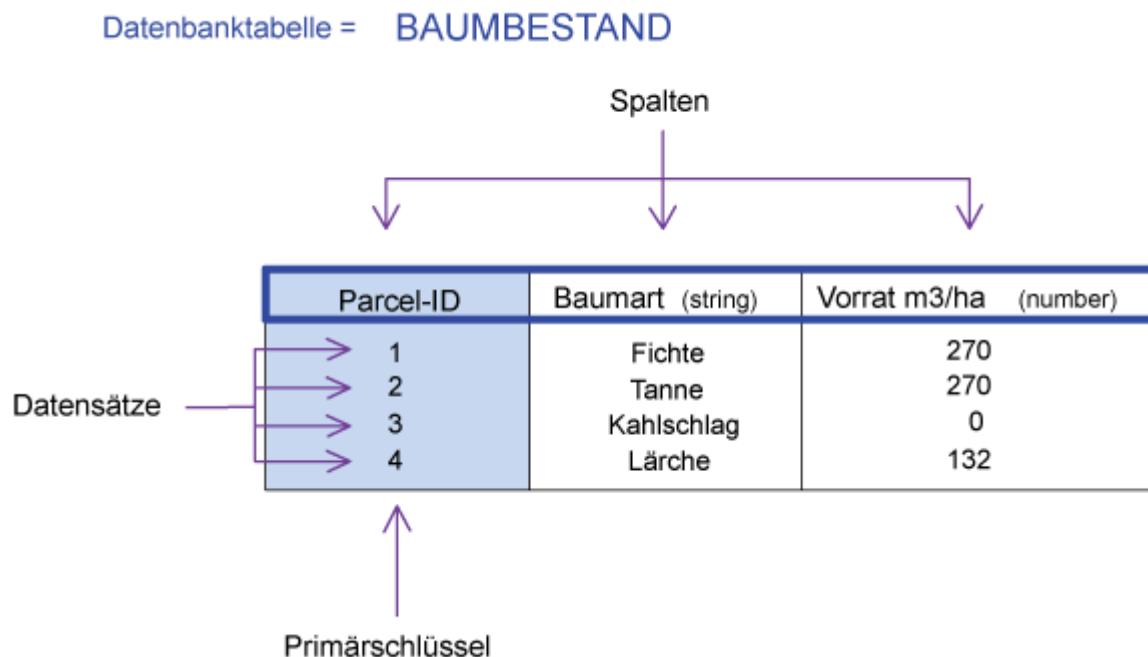 Datenbanktabelle = BAUMBESTAND
Spalten
Parcel-ID Baumart (string) Vorrat m3/ha (number)
1 Fichte 270
2 Tanne 270
Datensätze
3 Kahlschlag 0
4 Lärche 132
Primärschlüssel